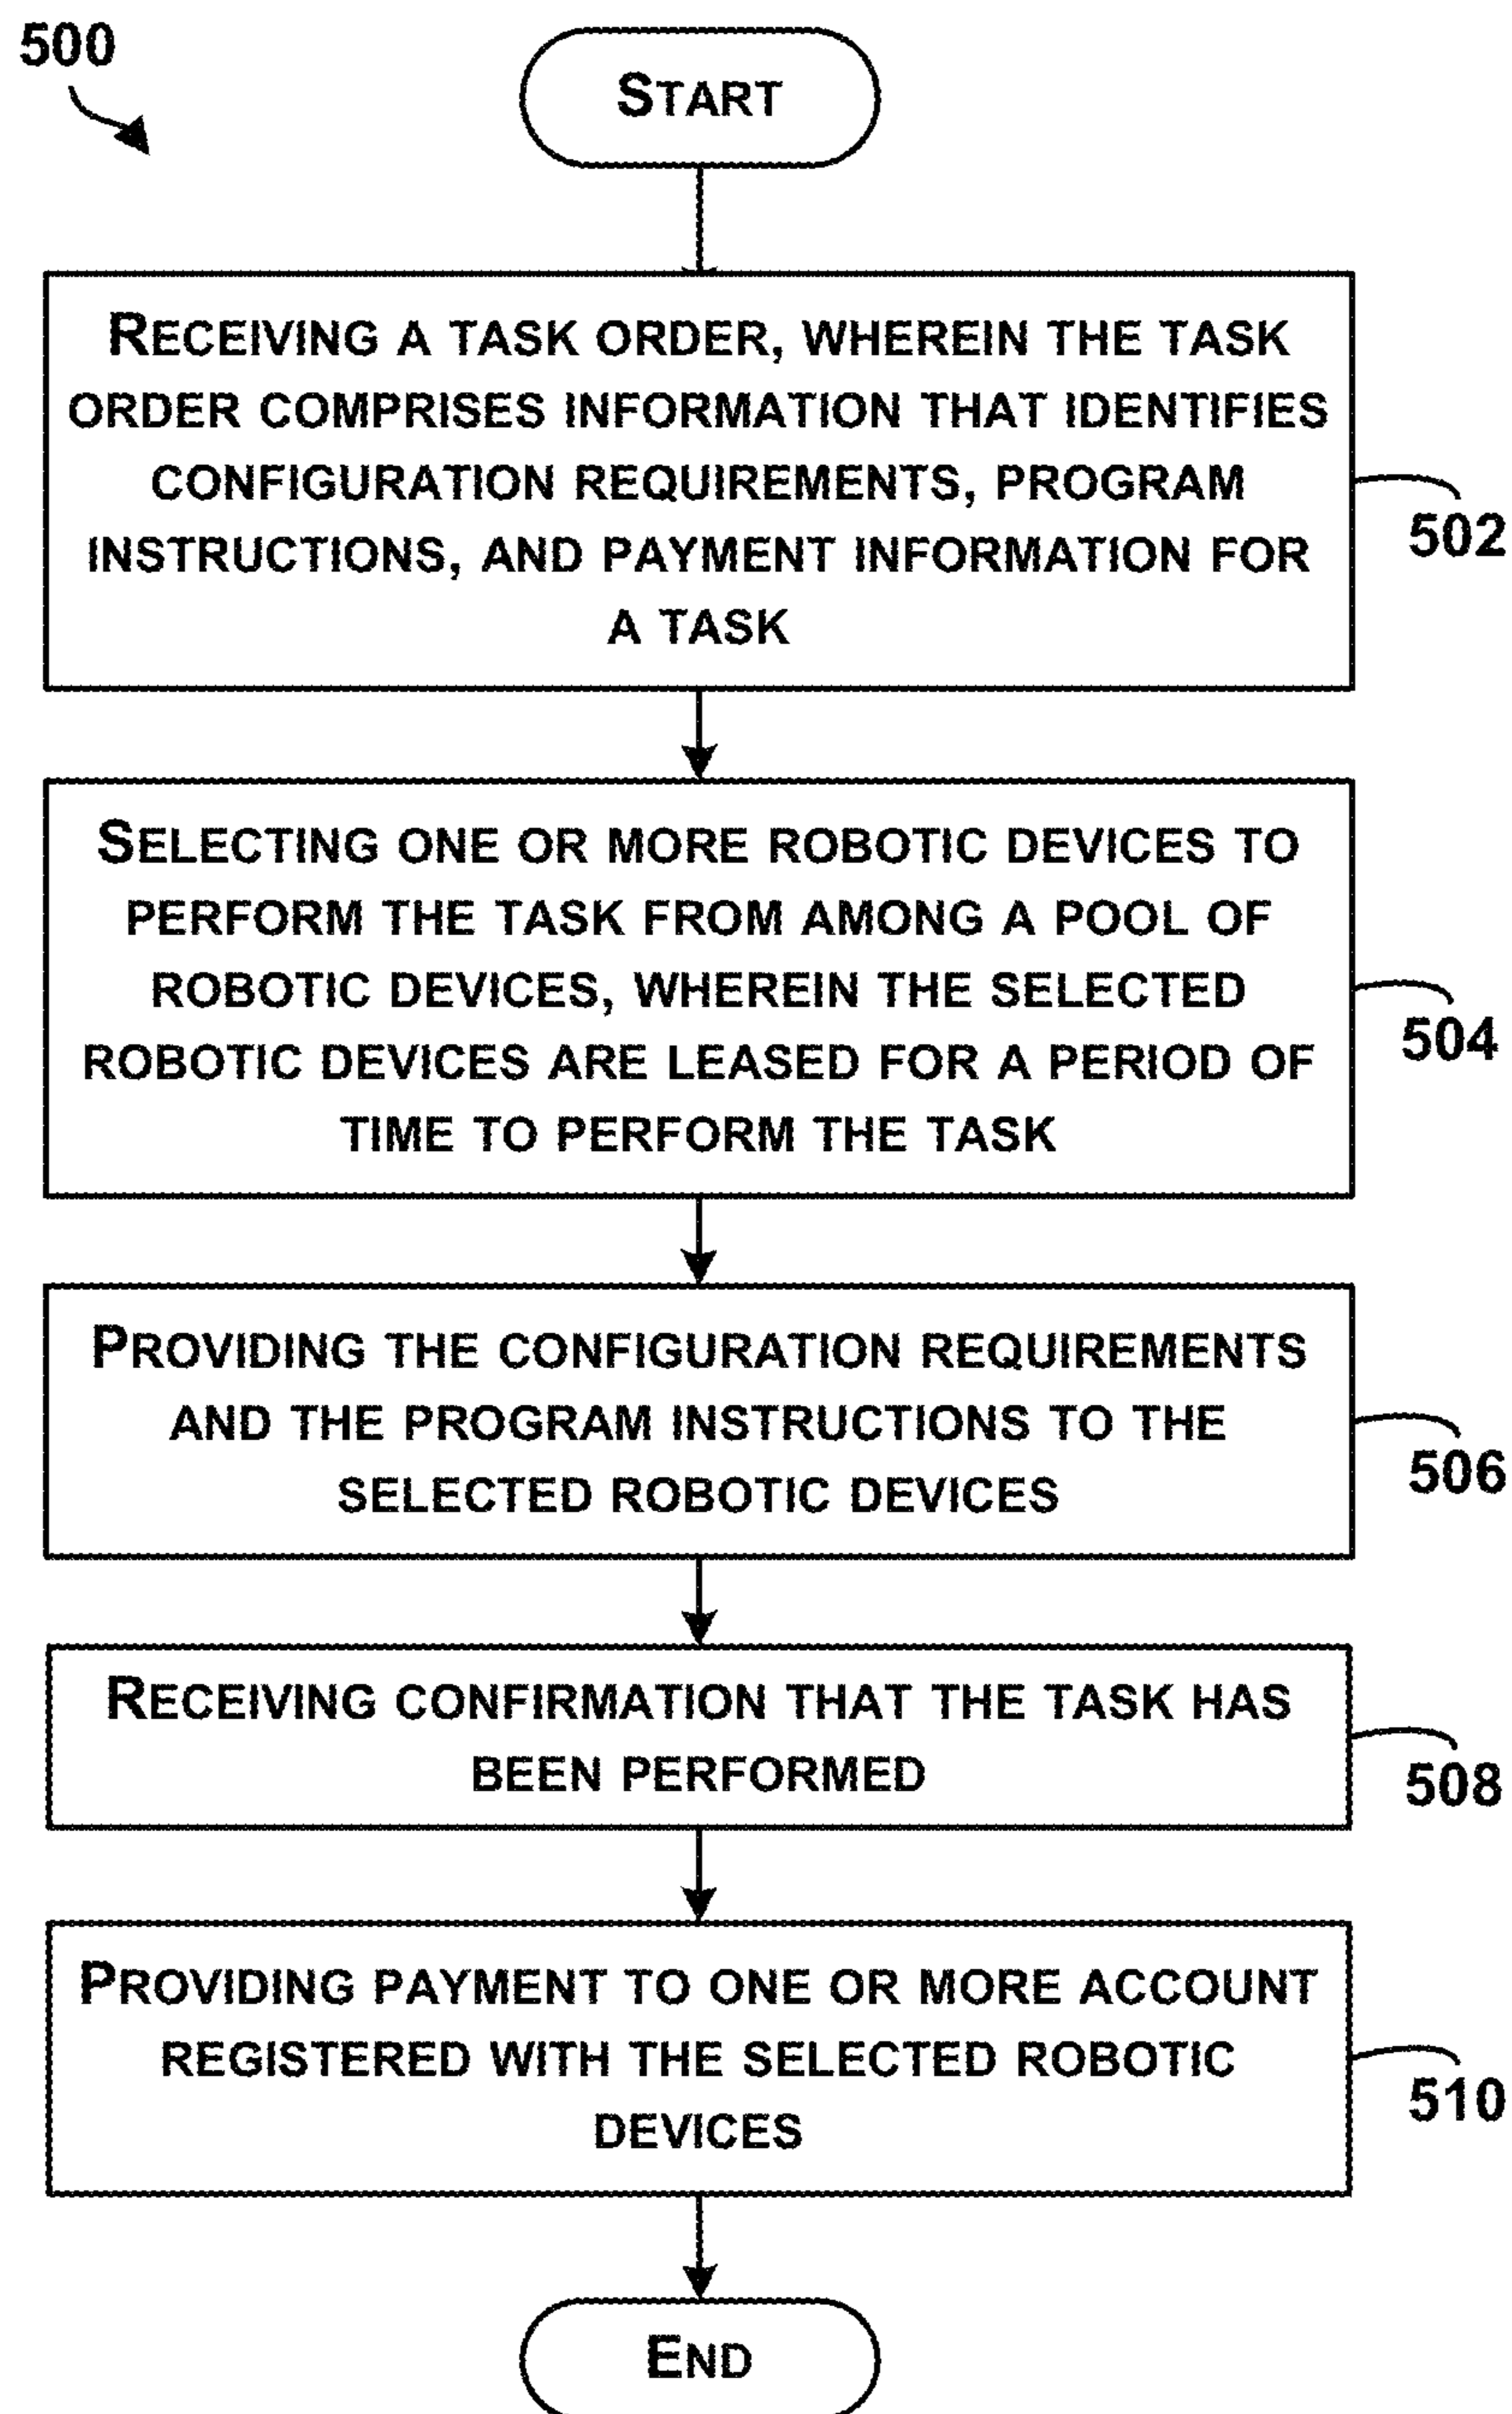 500
START
RECEIVING A TASK ORDER, WHEREIN THE TASK
ORDER COMPRISES INFORMATION THAT IDENTIFIES
CONFIGURATION REQUIREMENTS, PROGRAM
INSTRUCTIONS, AND PAYMENT INFORMATION FOR
A TASK
502
SELECTING ONE OR MORE ROBOTIC DEVICES TO
PERFORM THE TASK FROM AMONG A POOL OF
ROBOTIC DEVICES, WHEREIN THE SELECTED
ROBOTIC DEVICES ARE LEASED FOR A PERIOD OF
TIME TO PERFORM THE TASK
504
PROVIDING THE CONFIGURATION REQUIREMENTS
AND THE PROGRAM INSTRUCTIONS TO THE
SELECTED ROBOTIC DEVICES
506
RECEIVING CONFIRMATION THAT THE TASK HAS
BEEN PERFORMED
508
PROVIDING PAYMENT TO ONE OR MORE ACCOUNT
REGISTERED WITH THE SELECTED ROBOTIC
DEVICES
510
END